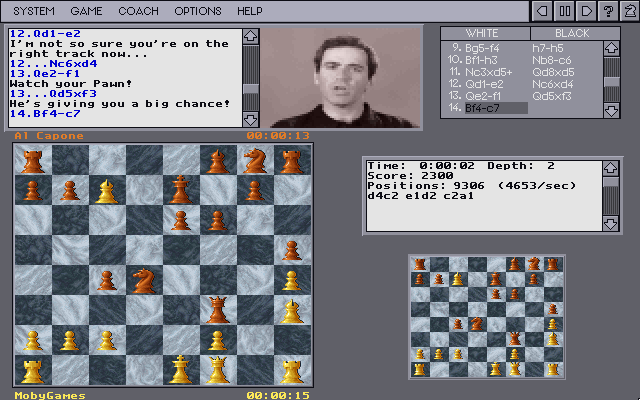 SYSTEM GAME COACH OPTIONS HELP
12.Qd1-e2
I'm not so sure you're on the
right track now...
12...Nc6xd4
13.Qe2-f1
Watch your Pawn!
13...Qd5xf3
He's giving you a big chance!
14.Bf4-c7
WHITE BLACK
9. Bg5-f4 h7-h5
10. Bf1-h3 Nb8-c6
11. Nc3xd5+ Qd8xd5
12. Qd1-e2 Nc6xd4
13. Qe2-f1 Qd5xf3
14. Bf4-c7
Al Capone 00:00:13
Time: 0:00:02 Depth: 2
Score: 2300
Positions: 9306 (4653/sec)
d4c2 e1d2 c2a1
MobyGames 00:00:15